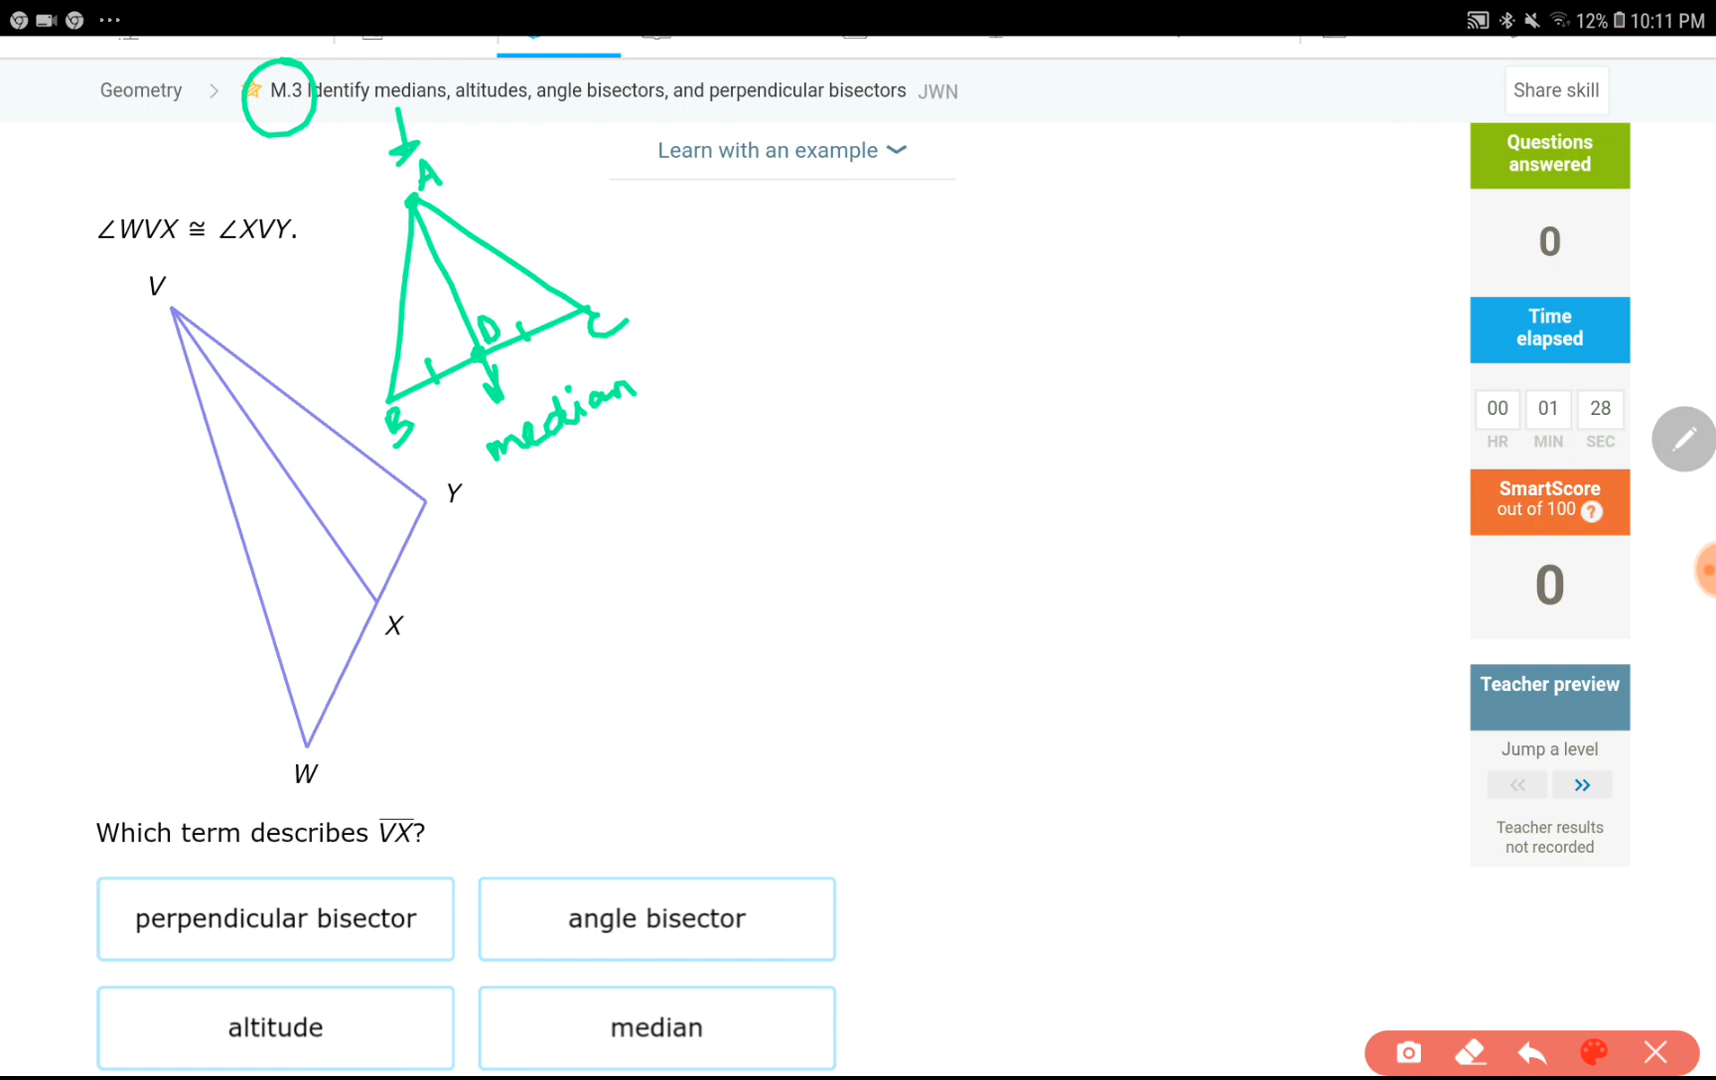 12% 10:11 PM
Geometry > M.3 Identify medians, altitudes, angle bisectors, and perpendicular bisectors JWN
Share skill
Learn with an example
Questions answered
0
Time elapsed
00 01 28
HR MIN SEC
SmartScore
out of 100 ?
0
Teacher preview
Jump a level
Teacher results
not recorded
∠WVX ≅ ∠XVY.
V
Y
X
W
A
D
C
B
median
Which term describes V̅X̅?
perpendicular bisector
angle bisector
altitude
median